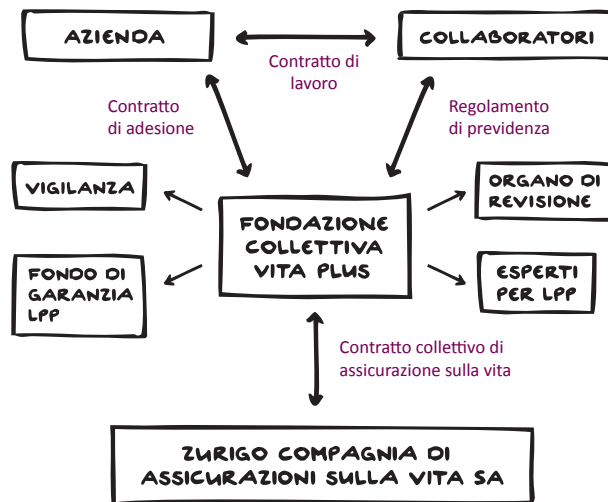 AZIENDA
COLLABORATORI
Contratto di
lavoro
Contratto
di adesione
Regolamento
di previdenza
VIGILANZA
ORGANO DI
REVISIONE
FONDAZIONE
COLLETTIVA
VITA PLUS
FONDO DI
GARANZIA
LPP
ESPERTI
PER LPP
Contratto collettivo di
assicurazione sulla vita
ZURIGO COMPAGNIA DI
ASSICURAZIONI SULLA VITA SA